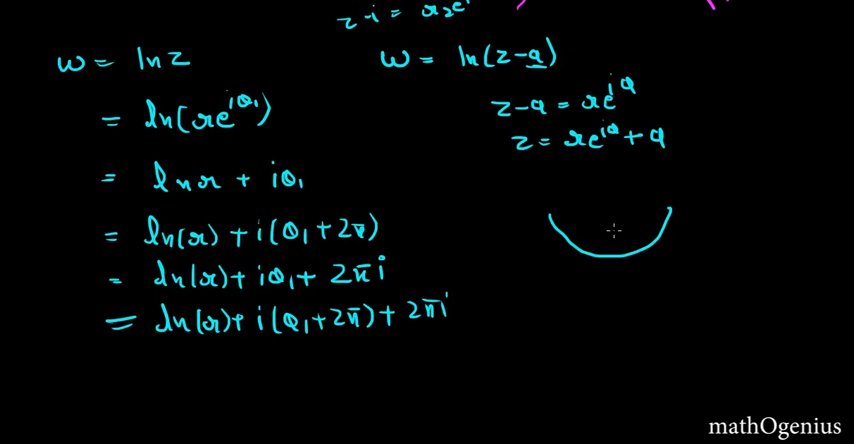 z-i = r₂e^i
w = ln z
= ln(re^iθ₁)
= ln r + iθ₁
= ln(r) + i(θ₁ + 2π)
= ln(r) + iθ₁ + 2πi
= ln(r) + i(θ₁ + 2π) + 2πi
w = ln(z-a)
z-a = re^iθ
z = re^iθ + a
mathOgenius